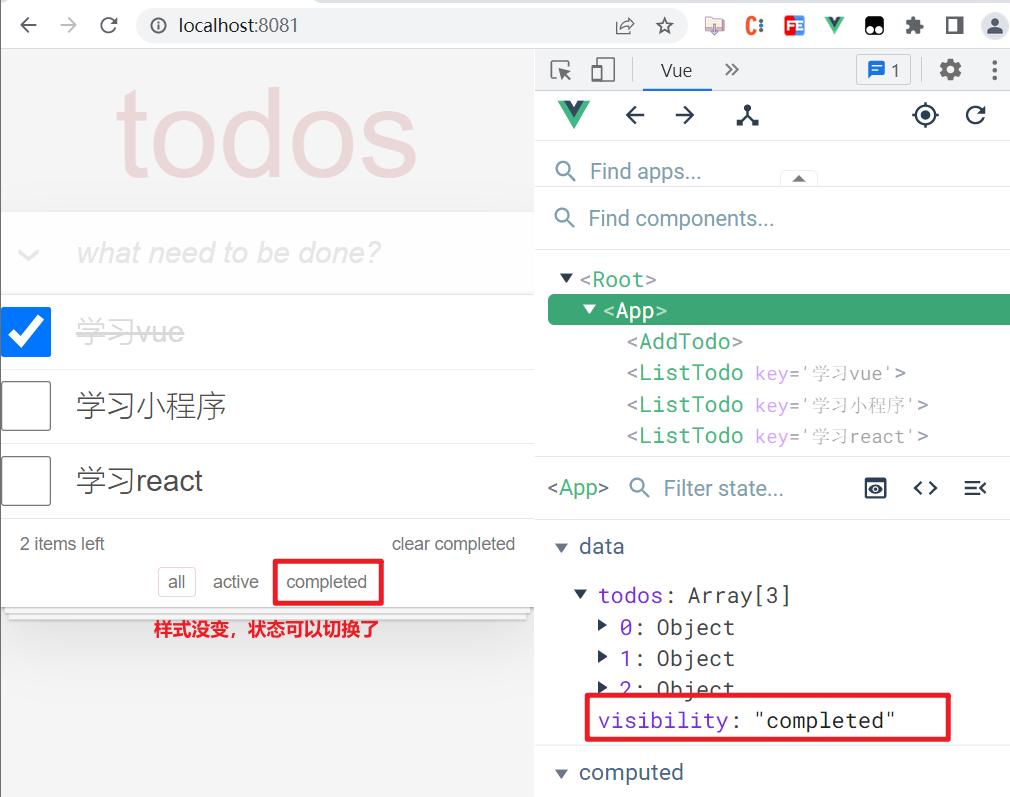 localhost:8081
todos
what need to be done?
学习vue
学习小程序
学习react
2 items left
clear completed
all
active
completed
样式没变，状态可以切换了
Vue
1
Find apps...
Find components...
<Root>
<App>
<AddTodo>
<ListTodo key='学习vue'>
<ListTodo key='学习小程序'>
<ListTodo key='学习react'>
<App>
Filter state...
data
todos: Array[3]
0: Object
1: Object
2: Object
visibility: "completed"
computed